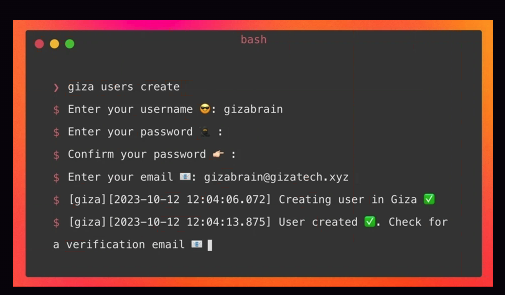 bash
❯ giza users create
$ Enter your username 😎: gizabrain
$ Enter your password 🥷🏿 :
$ Confirm your password 👉🏻 :
$ Enter your email 📧: gizabrain@gizatech.xyz
$ [giza][2023-10-12 12:04:06.072] Creating user in Giza ✅
$ [giza][2023-10-12 12:04:13.875] User created ✅. Check for
a verification email 📧